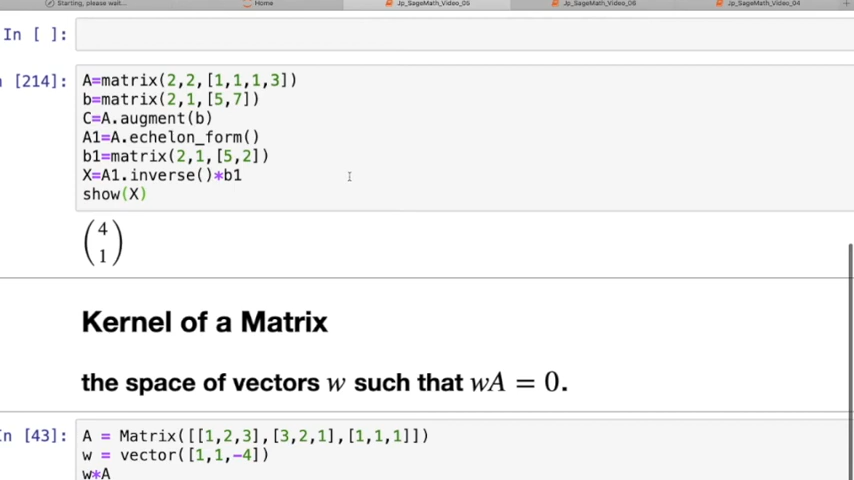 Starting, please wait...
Home
Jp_SageMath_Video_05
Jp_SageMath_Video_06
Jp_SageMath_Video_04
In [ ]:
n [214]:
A=matrix(2,2,[1,1,1,3])
b=matrix(2,1,[5,7])
C=A.augment(b)
A1=A.echelon_form()
b1=matrix(2,1,[5,2])
X=A1.inverse()*b1
show(X)
4
1
Kernel of a Matrix
the space of vectors w such that wA = 0.
In [43]:
A = Matrix([[1,2,3],[3,2,1],[1,1,1]])
w = vector([1,1,-4])
w*A